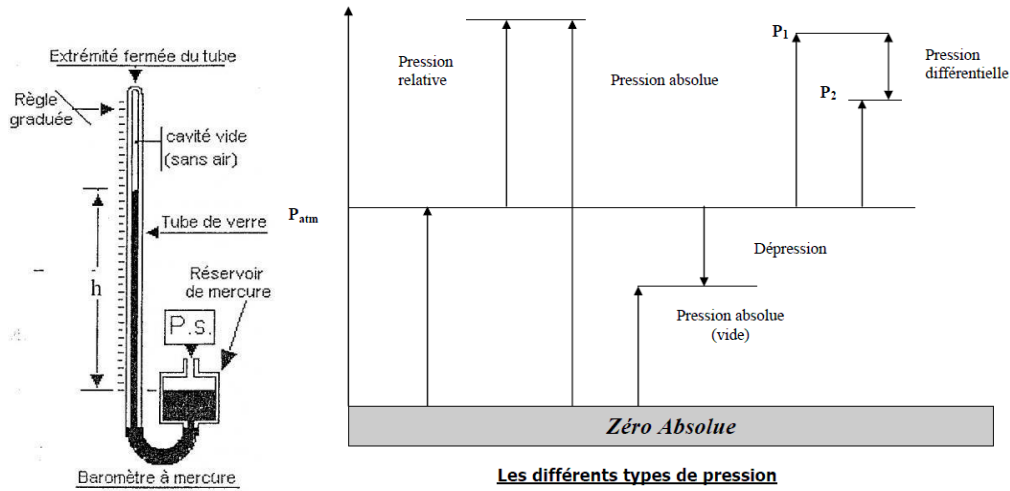 Extrémité fermée du tube
Règle
graduée
cavité vide
(sans air)
Tube de verre
h
Réservoir
de mercure
P.s.
Baromètre à mercure
Pression
relative
Pression absolue
P1
P2
Pression
différentielle
Patm
Dépression
Pression absolue
(vide)
Zéro Absolue
Les différents types de pression